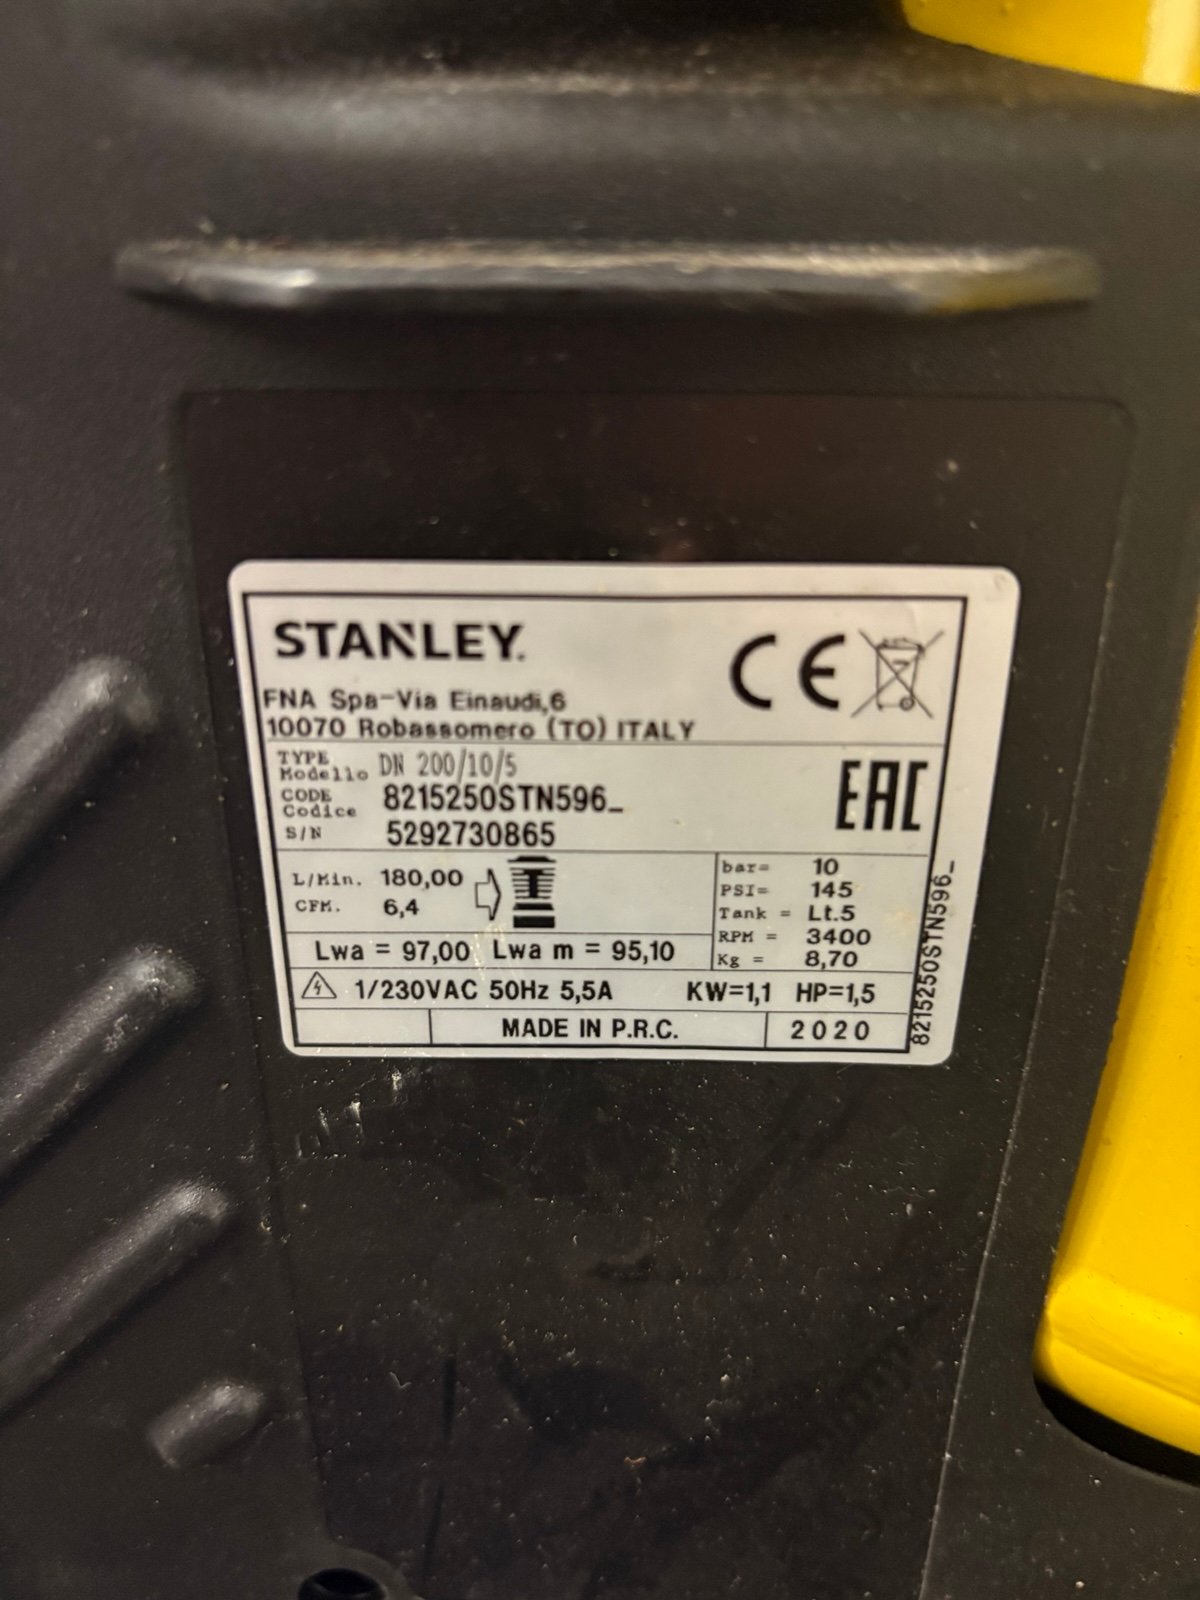 STANLEY.
CE
FNA Spa-Via Einaudi,6
10070 Robassomero (TO) ITALY
TYPE
Modello DN 200/10/5
CODE
Codice 8215250STN596_
S/N 5292730865
EAC
L/Min. 180,00
CFM. 6,4
bar= 10
PSI= 145
Tank = Lt.5
RPM = 3400
Kg = 8,70
Lwa = 97,00 Lwa m = 95,10
1/230VAC 50Hz 5,5A KW=1,1 HP=1,5
MADE IN P.R.C. 2020
8215250STN596_